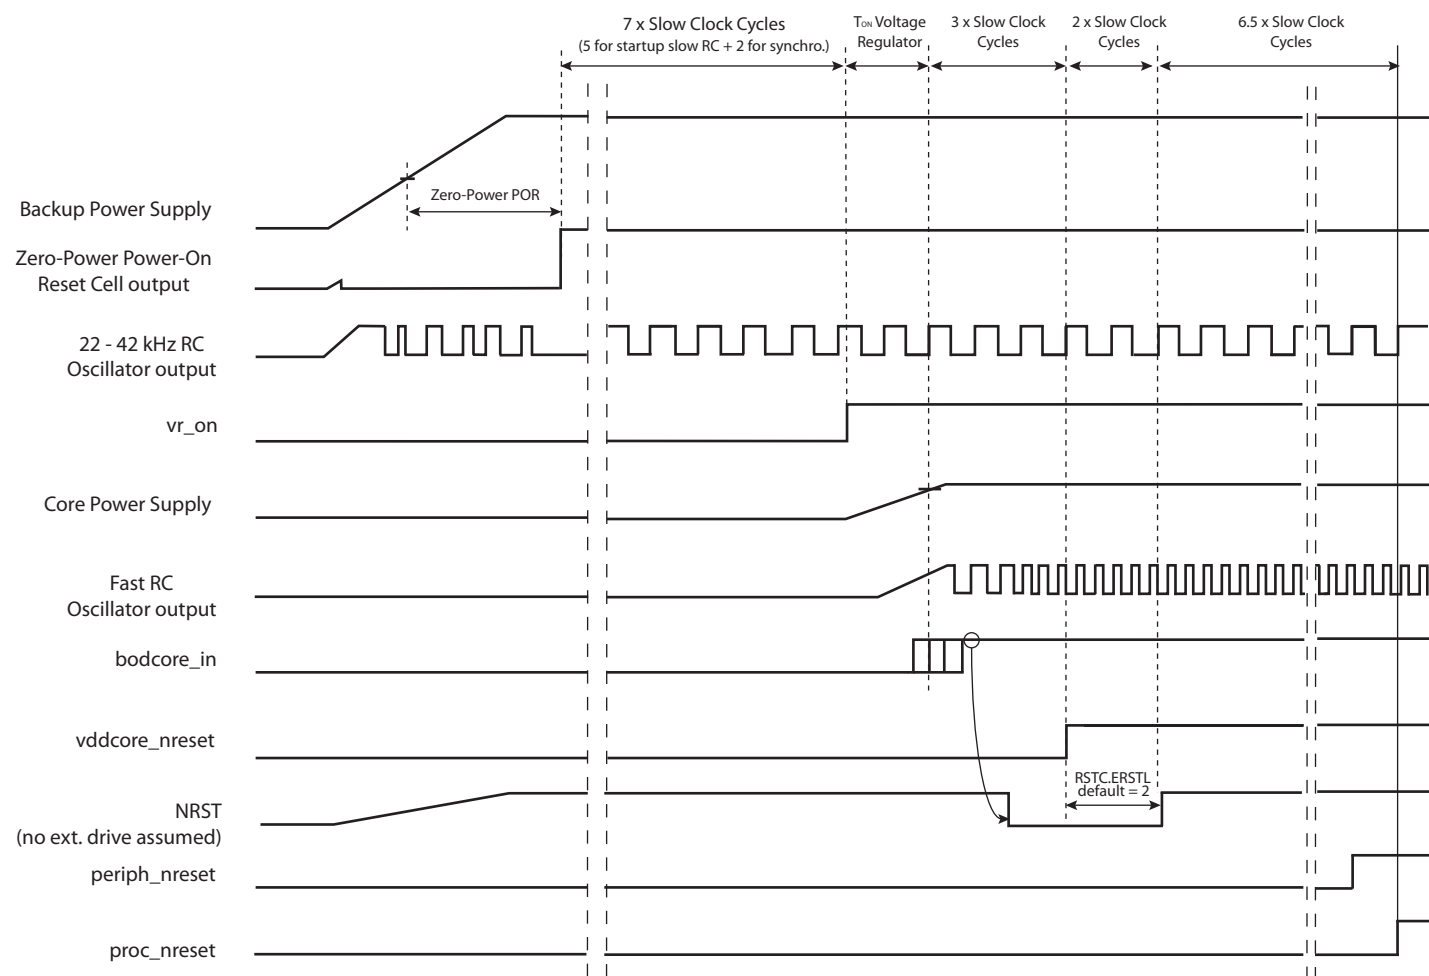 7 x Slow Clock Cycles
(5 for startup slow RC + 2 for synchro.)
TON Voltage
Regulator
3 x Slow Clock
Cycles
2 x Slow Clock
Cycles
6.5 x Slow Clock
Cycles
Zero-Power POR
Backup Power Supply
Zero-Power Power-On
Reset Cell output
22 - 42 kHz RC
Oscillator output
vr_on
Core Power Supply
Fast RC
Oscillator output
bodcore_in
vddcore_nreset
RSTC.ERSTL
default = 2
NRST
(no ext. drive assumed)
periph_nreset
proc_nreset